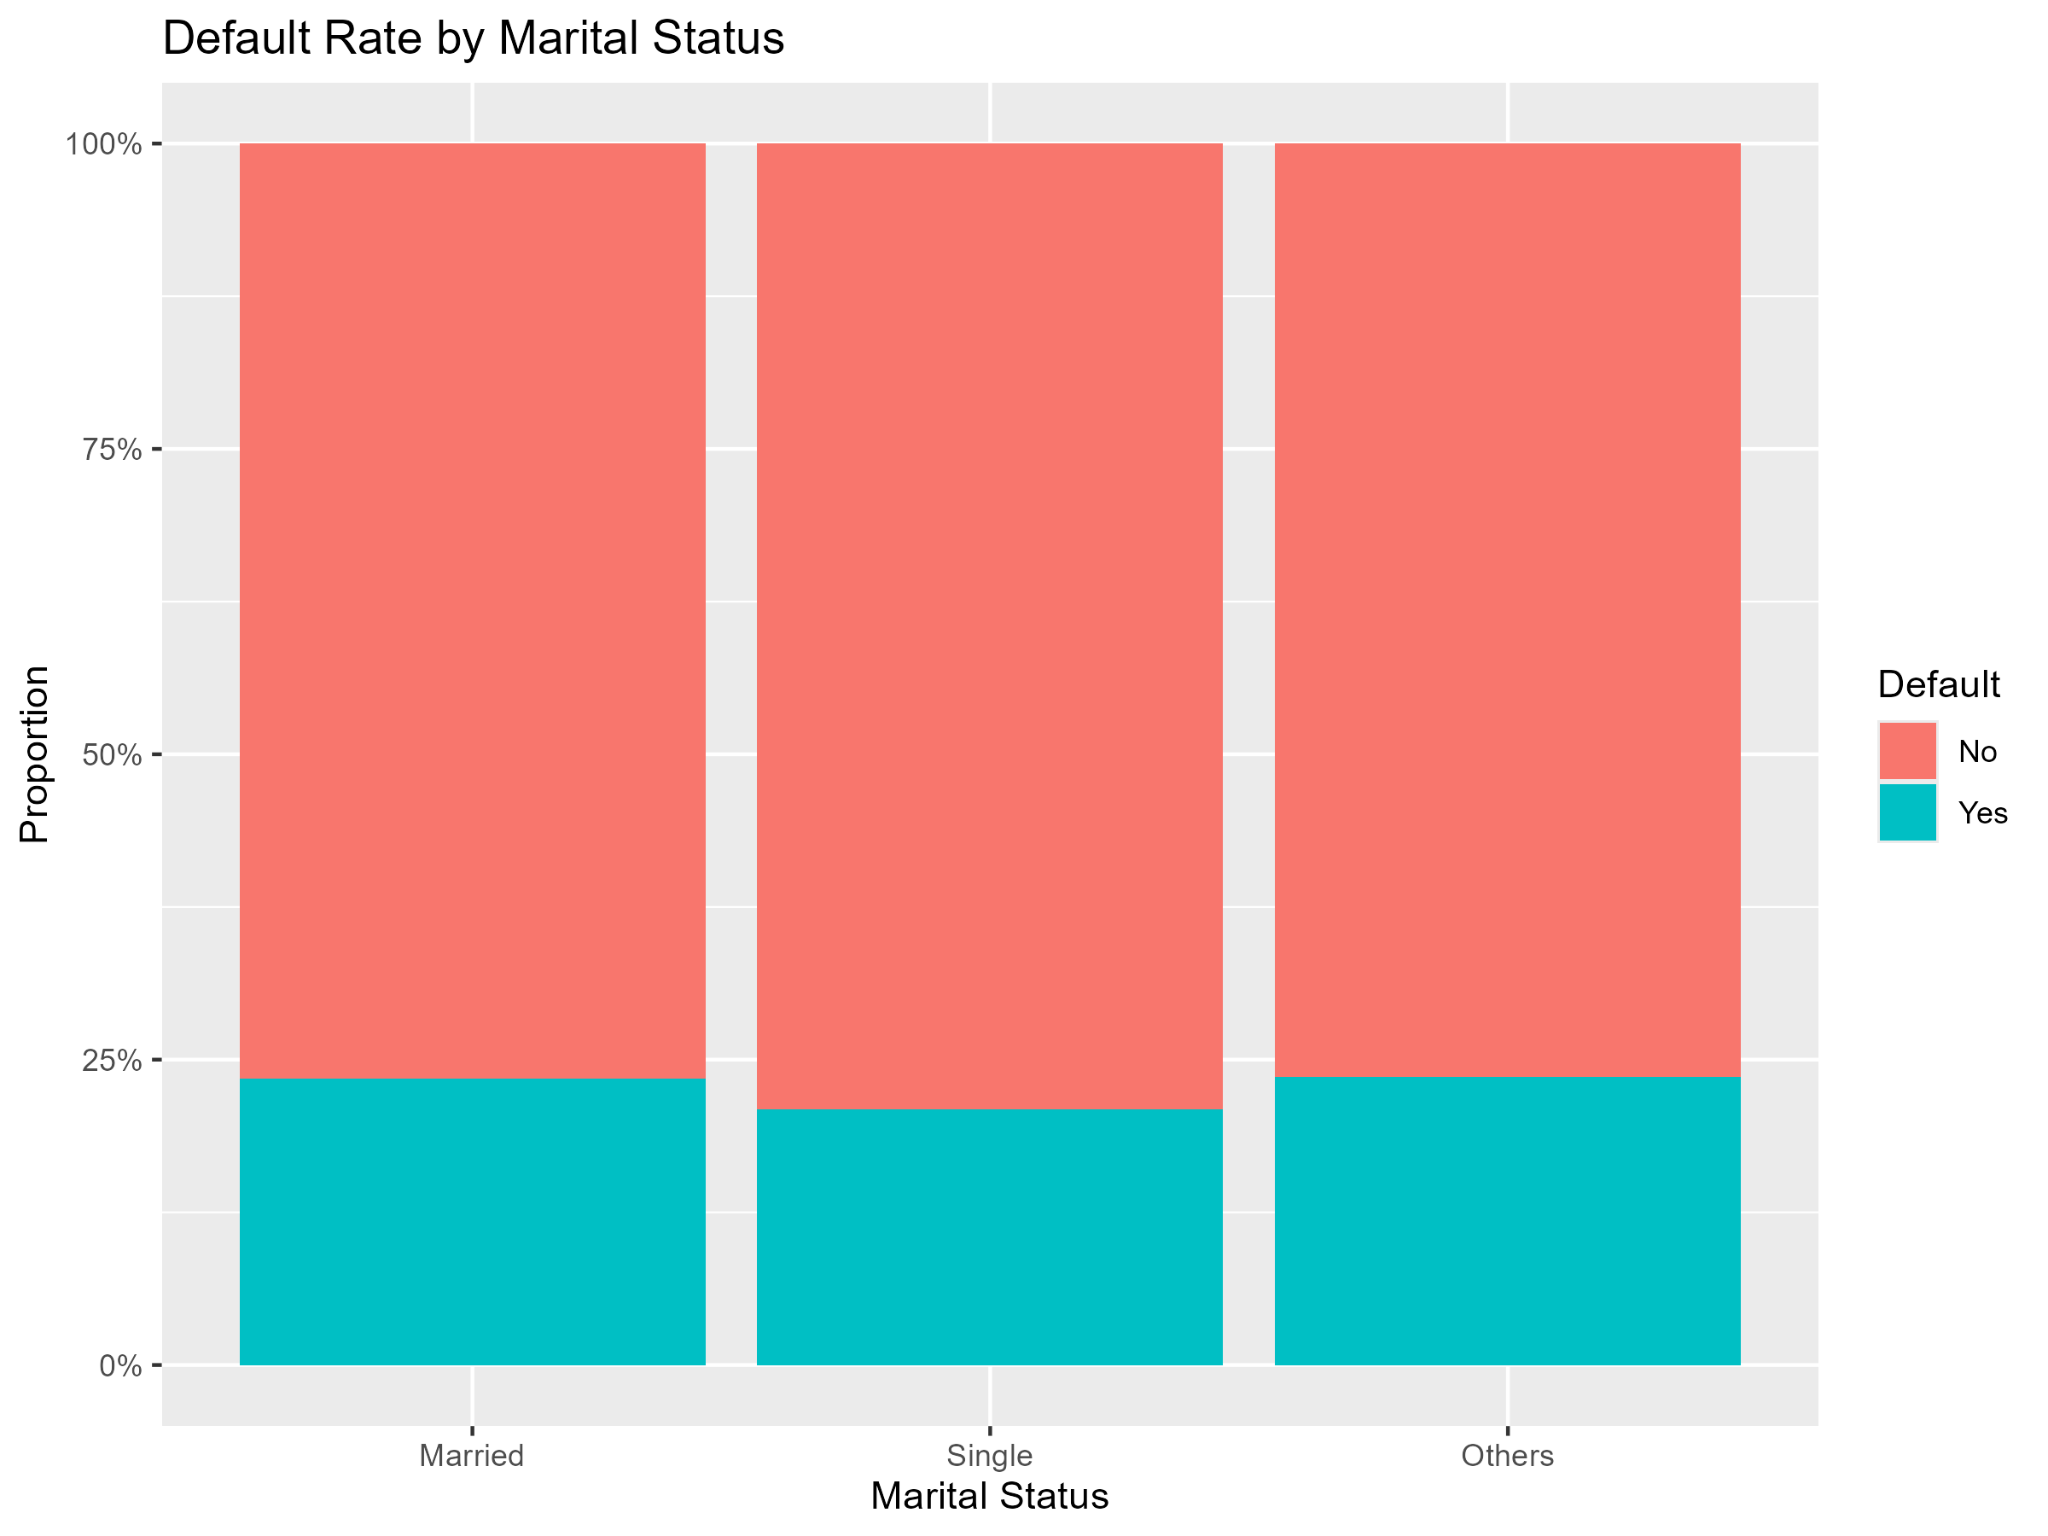 Default Rate by Marital Status
100%
75%
50%
25%
0%
Proportion
Married
Single
Others
Marital Status
Default
No
Yes